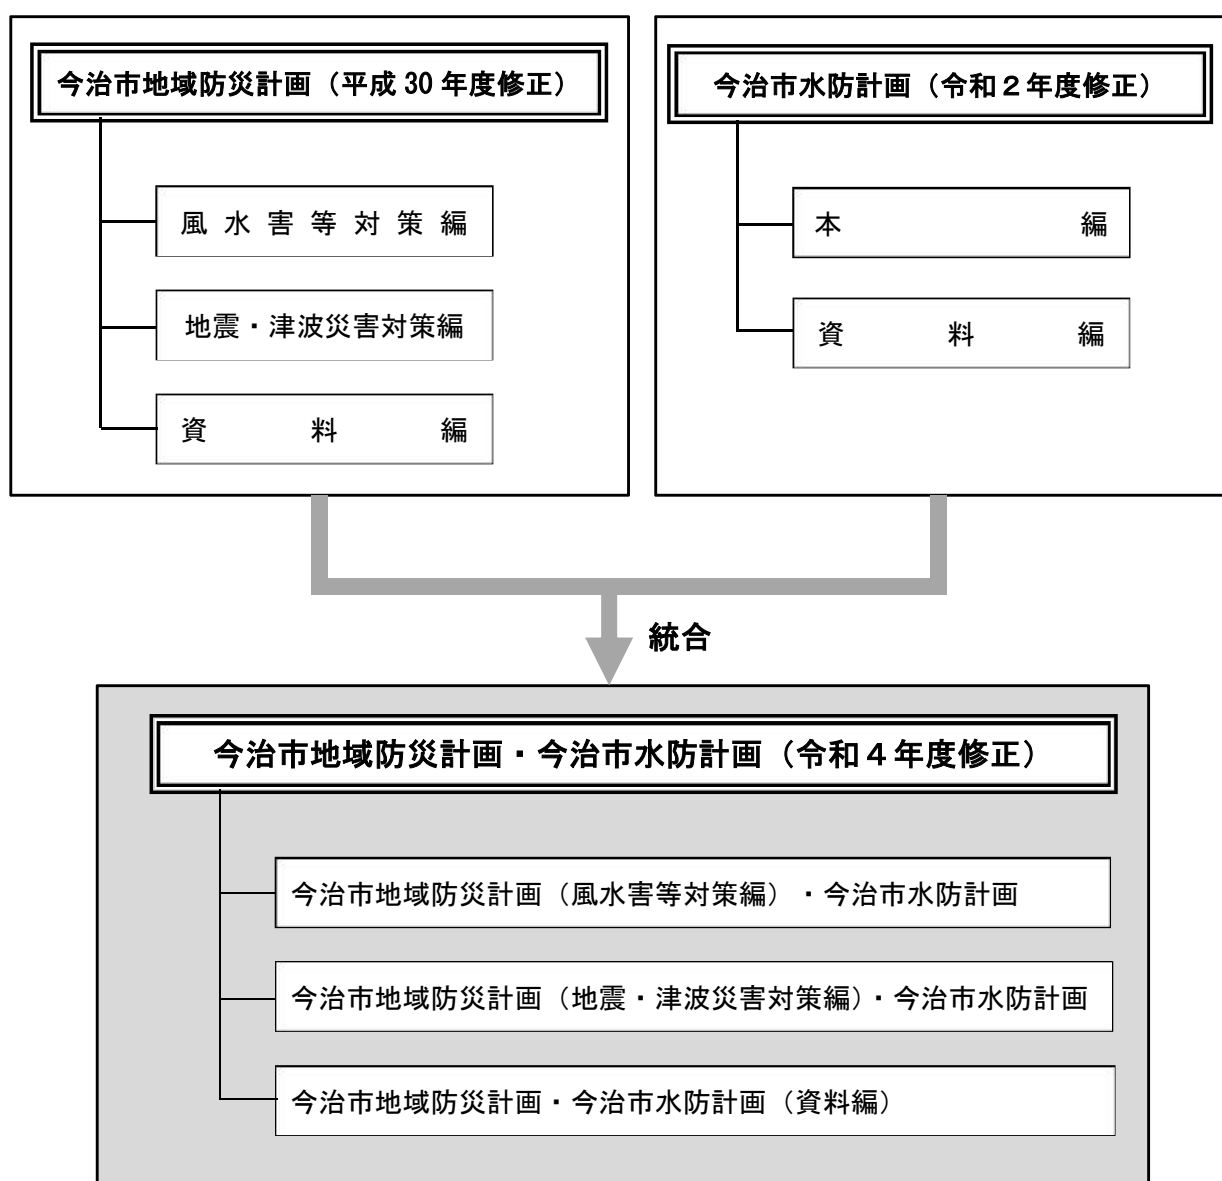 今治市地域防災計画（平成 30 年度修正）
風水害等対策編
地震・津波災害対策編
資料編
今治市水防計画（令和２年度修正）
本編
資料編
統合
今治市地域防災計画・今治市水防計画（令和４年度修正）
今治市地域防災計画（風水害等対策編）・今治市水防計画
今治市地域防災計画（地震・津波災害対策編）・今治市水防計画
今治市地域防災計画・今治市水防計画（資料編）